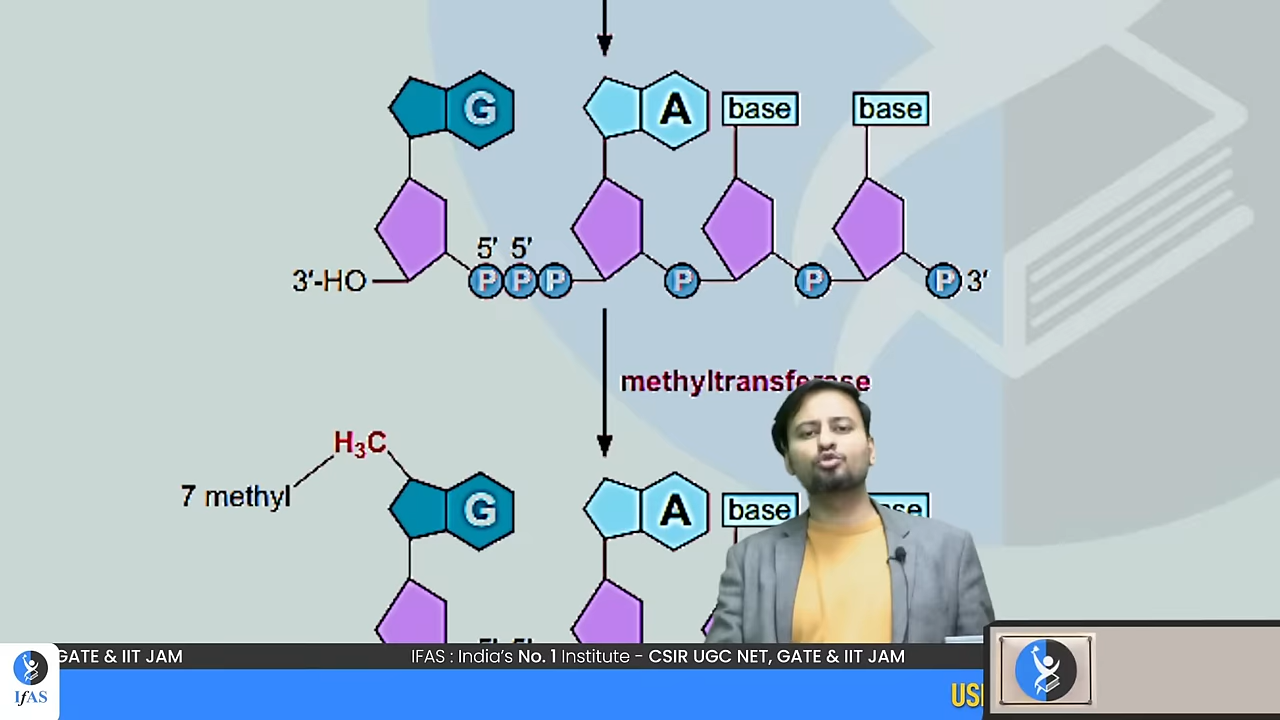 G A base base
5' 5'
3'-HO P P P P P P 3'
methyltransferase
H3C
7 methyl
G A base
GATE & IIT JAM IFAS : India's No. 1 Institute - CSIR UGC NET, GATE & IIT JAM
IfAS